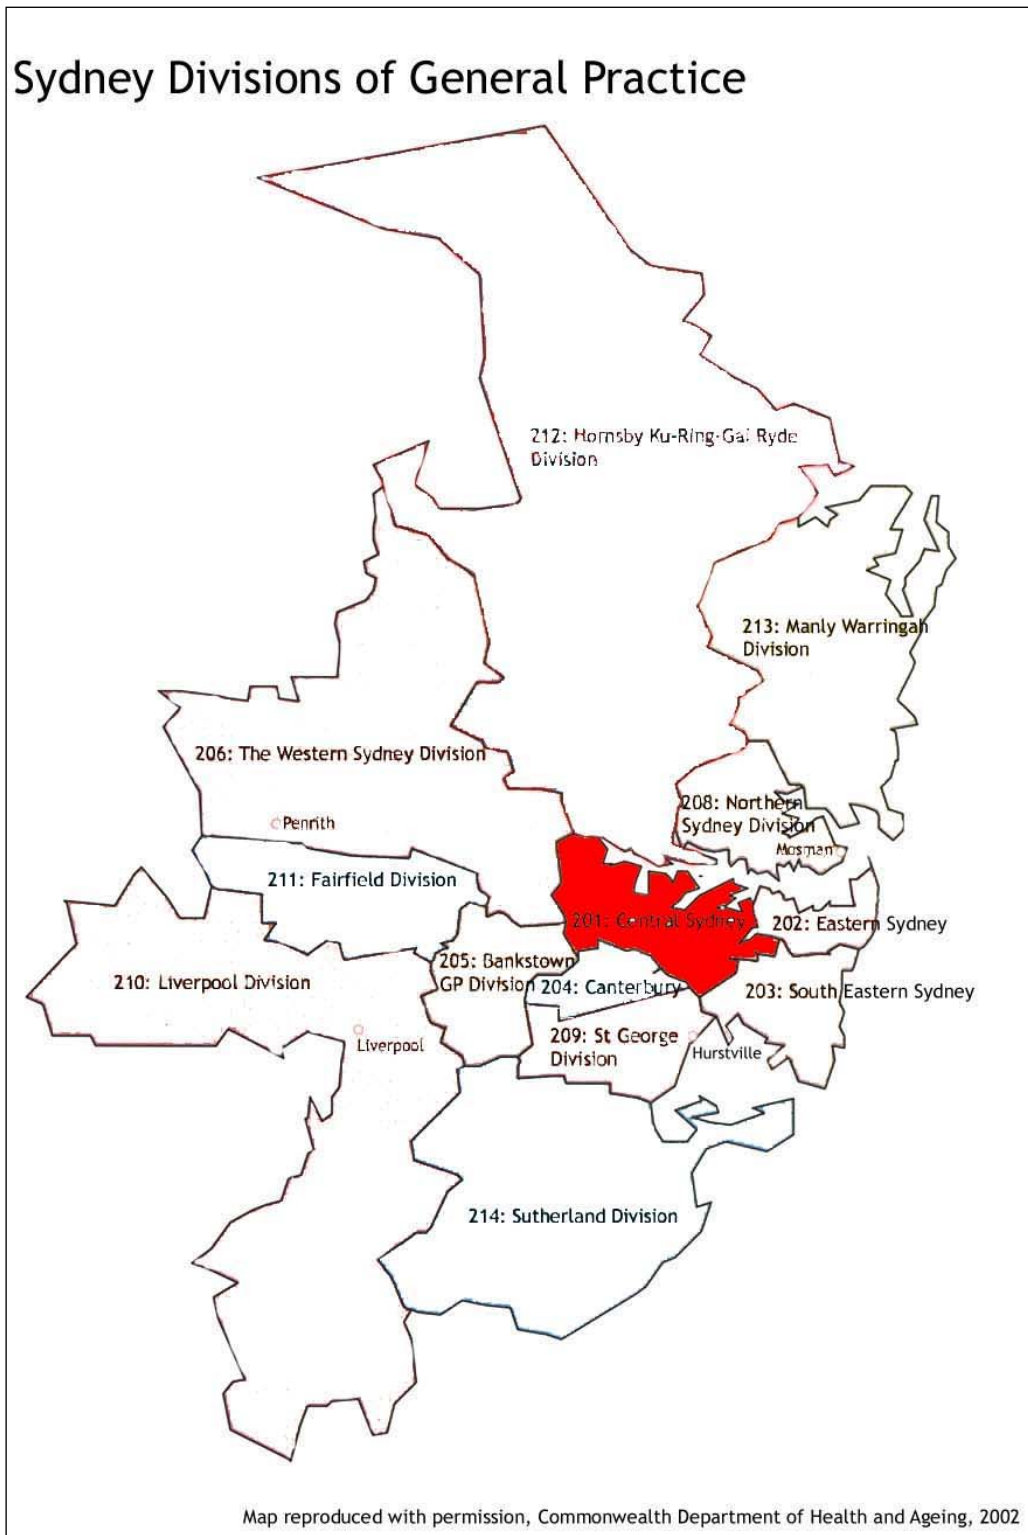 Sydney Divisions of General Practice
212: Hornsby Ku-Ring-Gai Ryde
Division
213: Manly Warringah
Division
206: The Western Sydney Division
208: Northern
Sydney Division
Penrith
Mosman
211: Fairfield Division
201: Central Sydney
202: Eastern Sydney
205: Bankstown
GP Division
210: Liverpool Division
204: Canterbury
203: South Eastern Sydney
209: St George
Division
Liverpool
Hurstville
214: Sutherland Division
Map reproduced with permission, Commonwealth Department of Health and Ageing, 2002